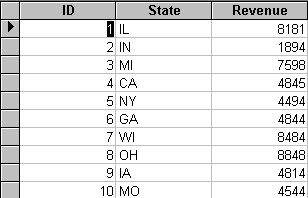 ID State Revenue
1 IL 8181
2 IN 1894
3 MI 7598
4 CA 4845
5 NY 4494
6 GA 4844
7 WI 8484
8 OH 8848
9 IA 4814
10 MO 4544